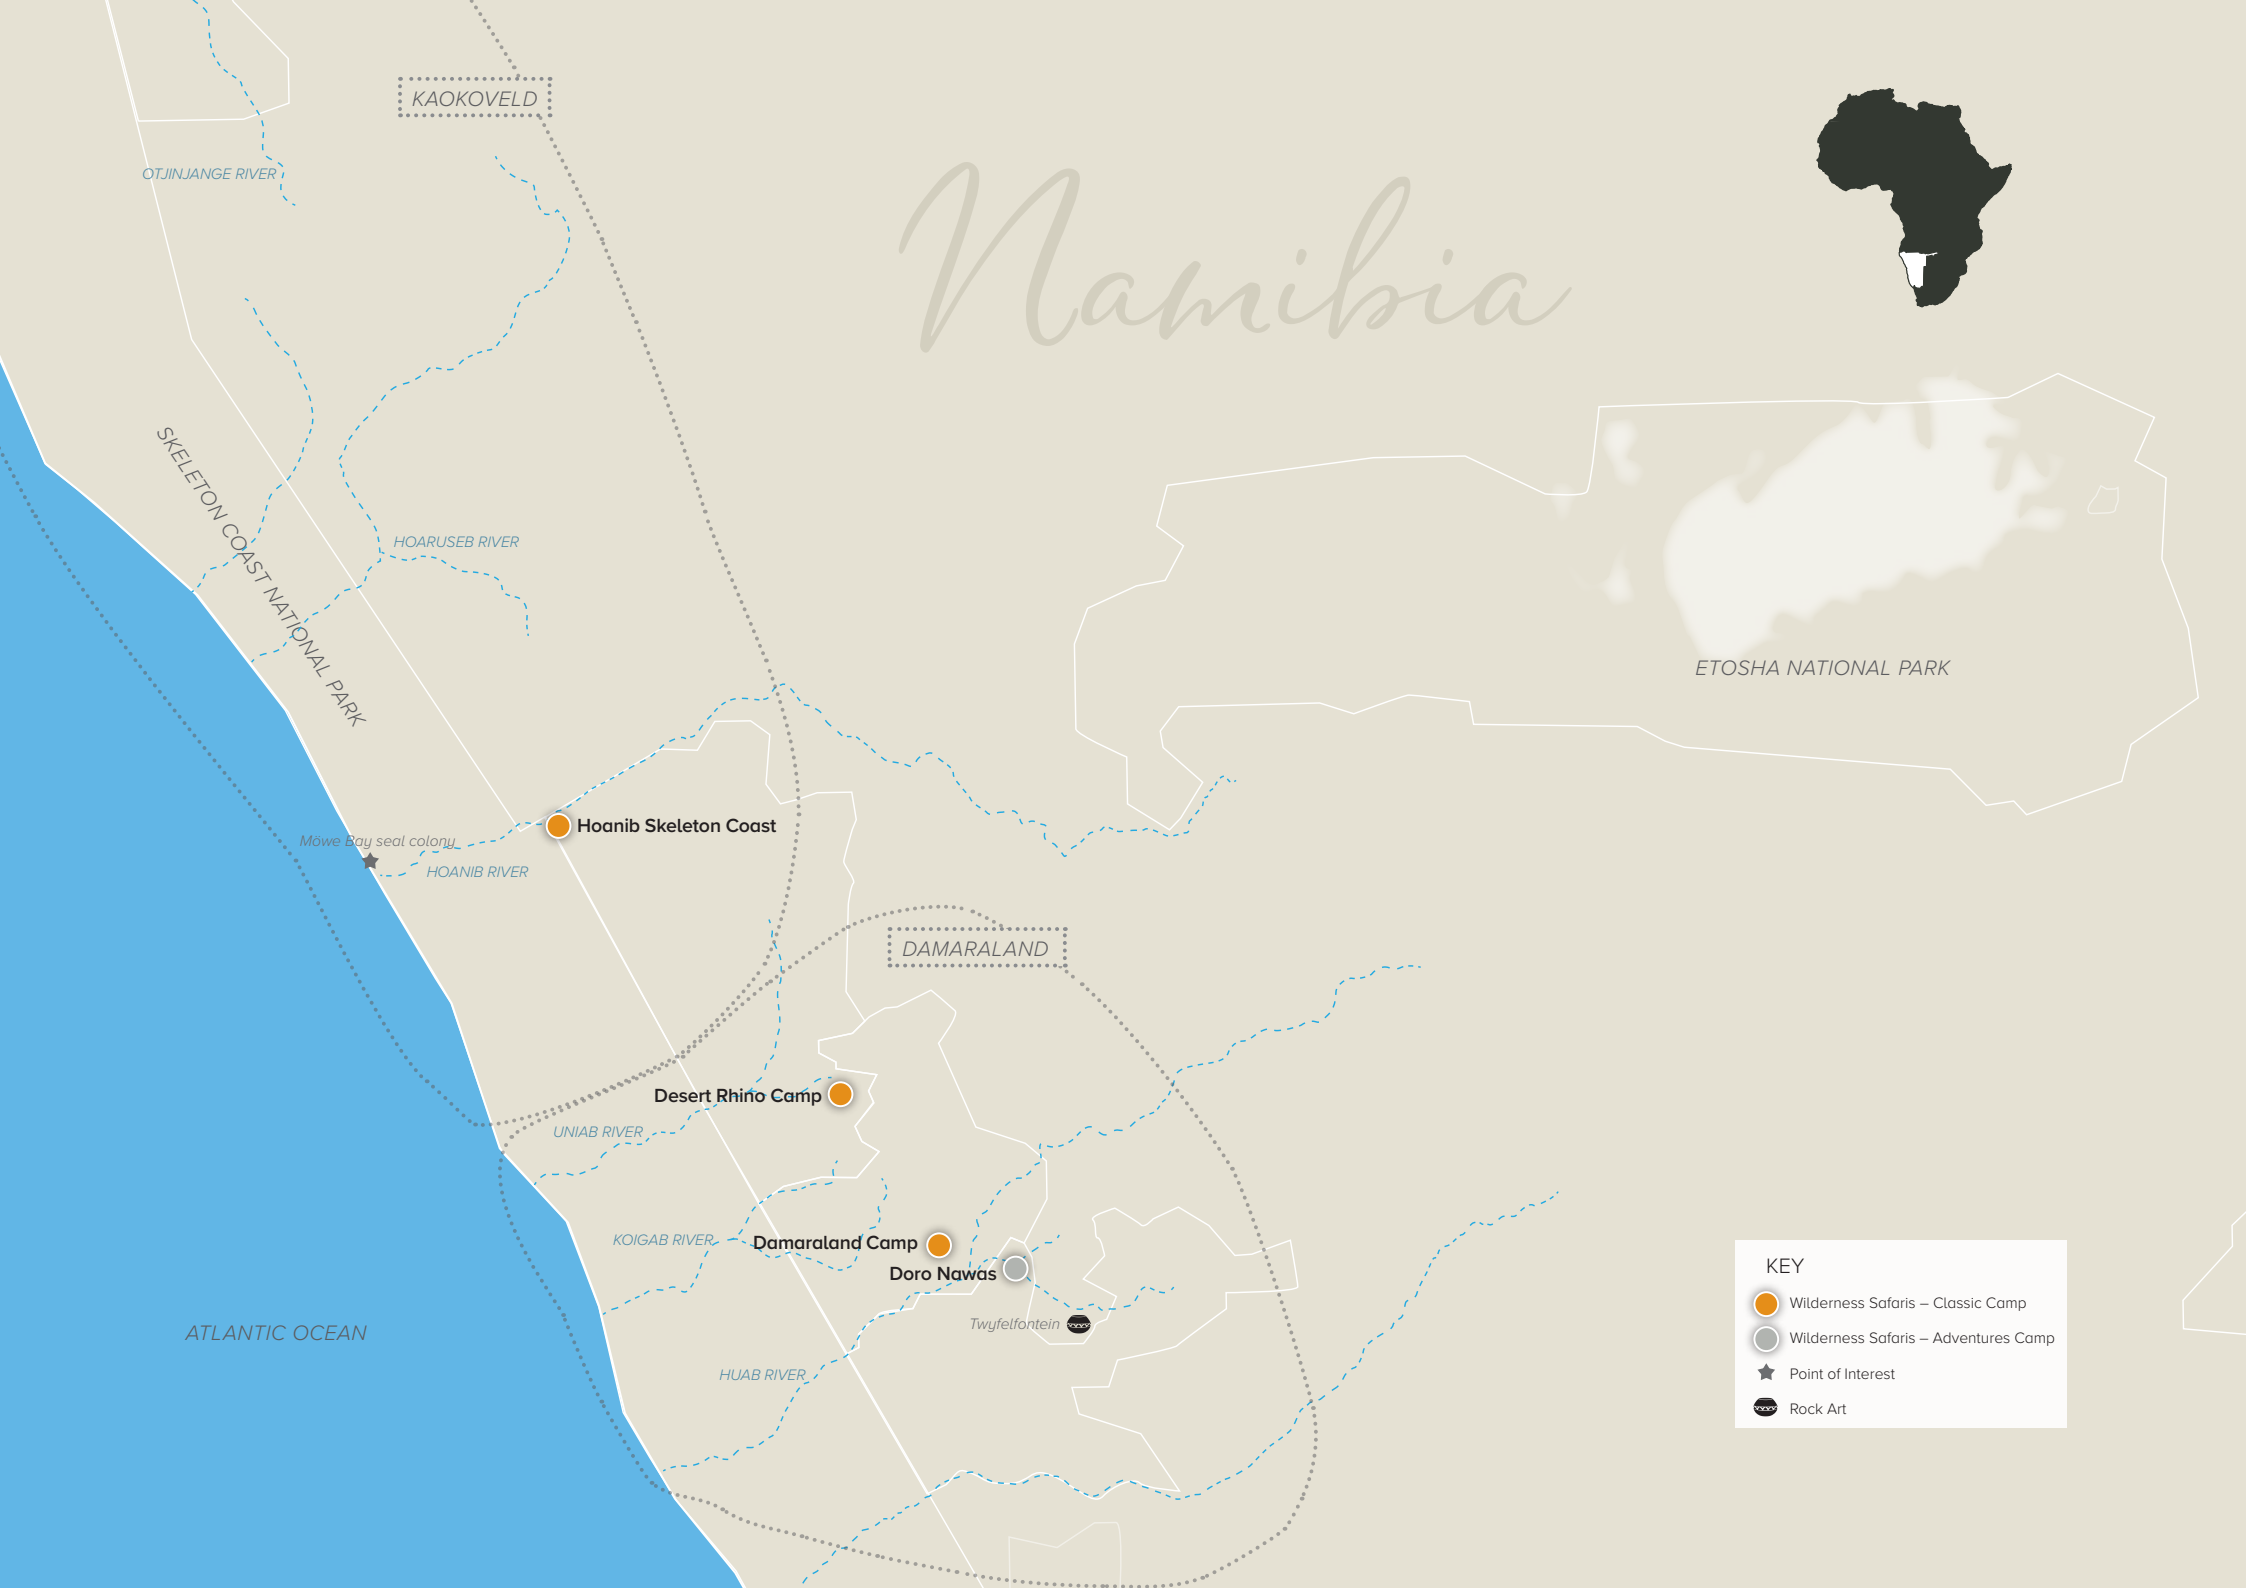 KAOKOVELD
OTJINJANGE RIVER
Namibia
SKELETON COAST NATIONAL PARK
HOARUSEB RIVER
ETOSHA NATIONAL PARK
Hoanib Skeleton Coast
Möwe Bay seal colony
HOANIB RIVER
DAMARALAND
Desert Rhino Camp
UNIAB RIVER
KOIGAB RIVER
Damaraland Camp
Doro Nawas
Twyfelfontein
ATLANTIC OCEAN
HUAB RIVER
KEY
Wilderness Safaris – Classic Camp
Wilderness Safaris – Adventures Camp
Point of Interest
Rock Art